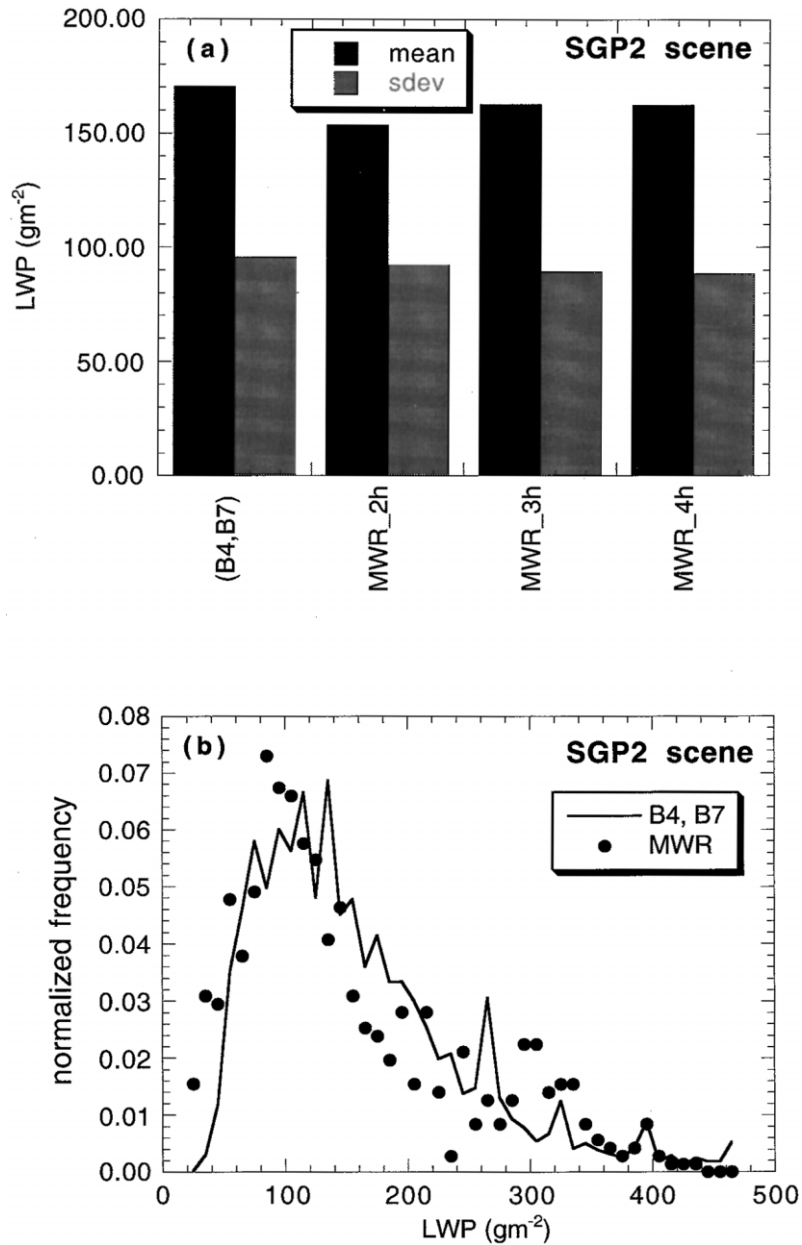 200.00
(a)
mean
sdev
SGP2 scene
150.00
100.00
50.00
0.00
LWP (gm-2)
(B4,B7)
MWR_2h
MWR_3h
MWR_4h
0.08
(b)
SGP2 scene
B4, B7
MWR
0.07
0.06
0.05
0.04
0.03
0.02
0.01
0.00
normalized frequency
0
100
200
300
400
500
LWP (gm-2)